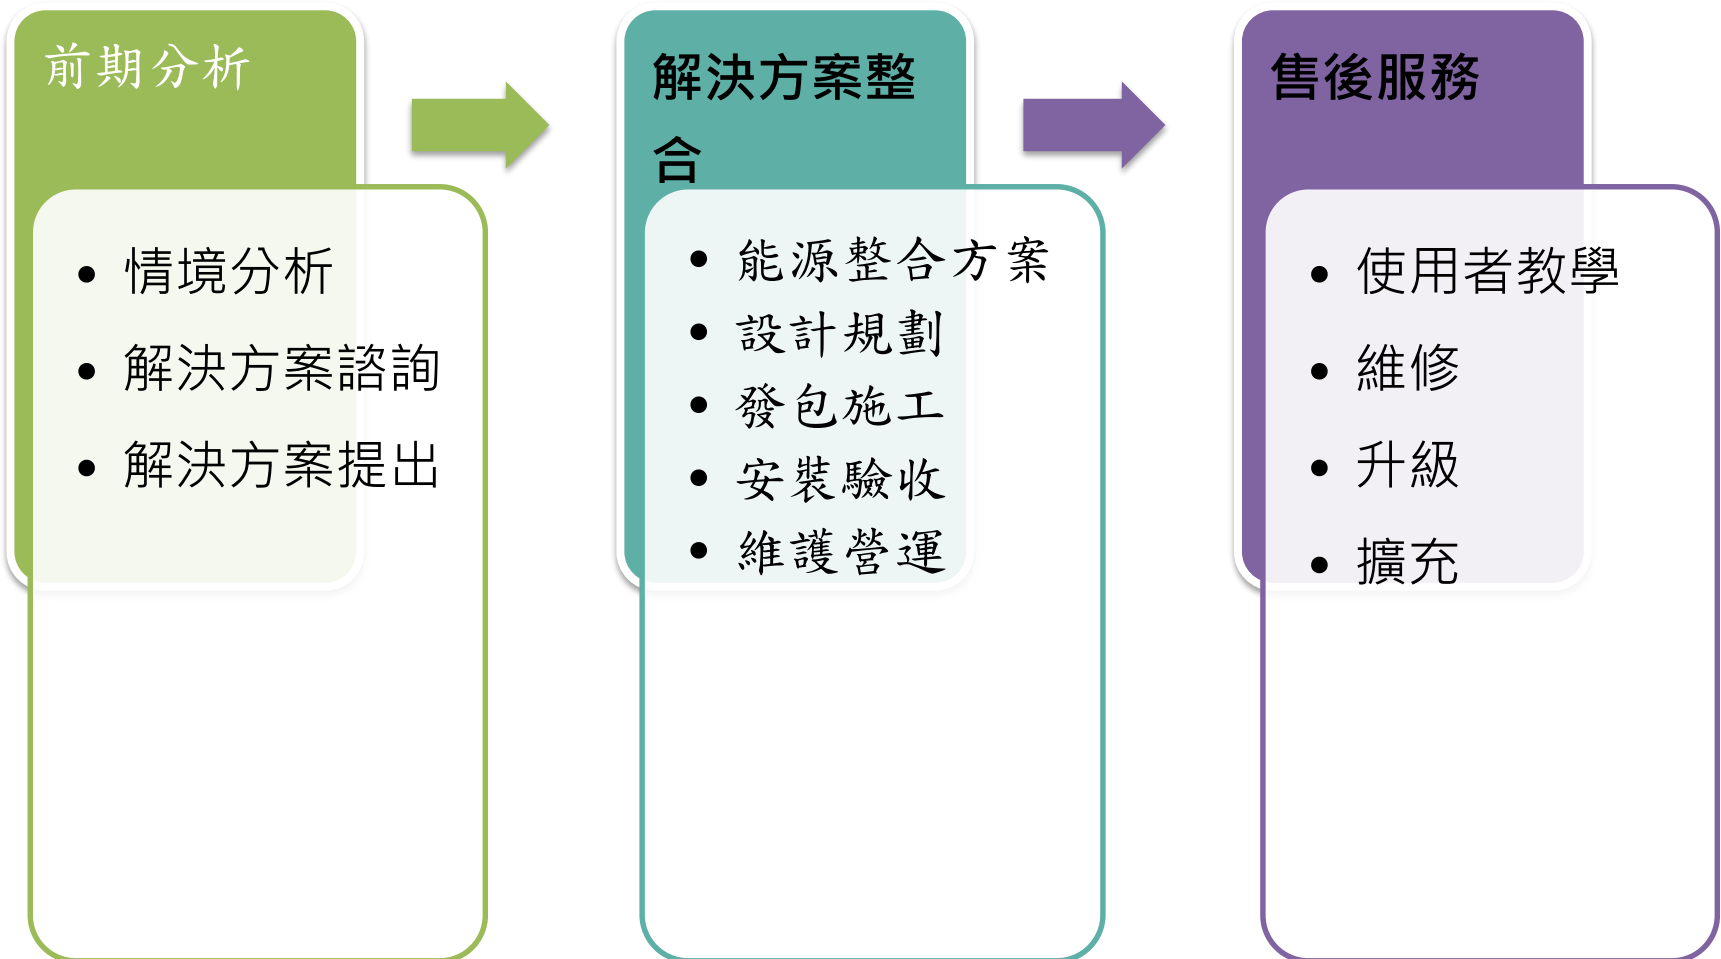 前期分析
• 情境分析
• 解決方案諮詢
• 解決方案提出
解決方案整
合
• 能源整合方案
• 設計規劃
• 發包施工
• 安裝驗收
• 維護營運
售後服務
• 使用者教學
• 維修
• 升級
• 擴充